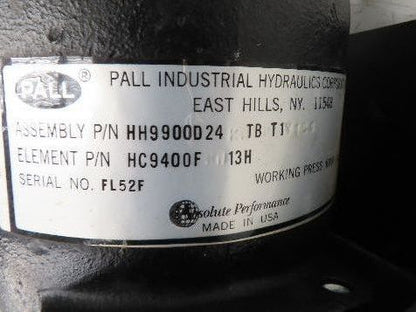 PALL ® PALL INDUSTRIAL HYDRAULICS
EAST HILLS, NY. 11548
ASSEMBLY P/N HH9900D24 TB
ELEMENT P/N HC9400F 13H
SERIAL NO. FL52F WORKING PRESS
Absolute Performance
MADE IN USA